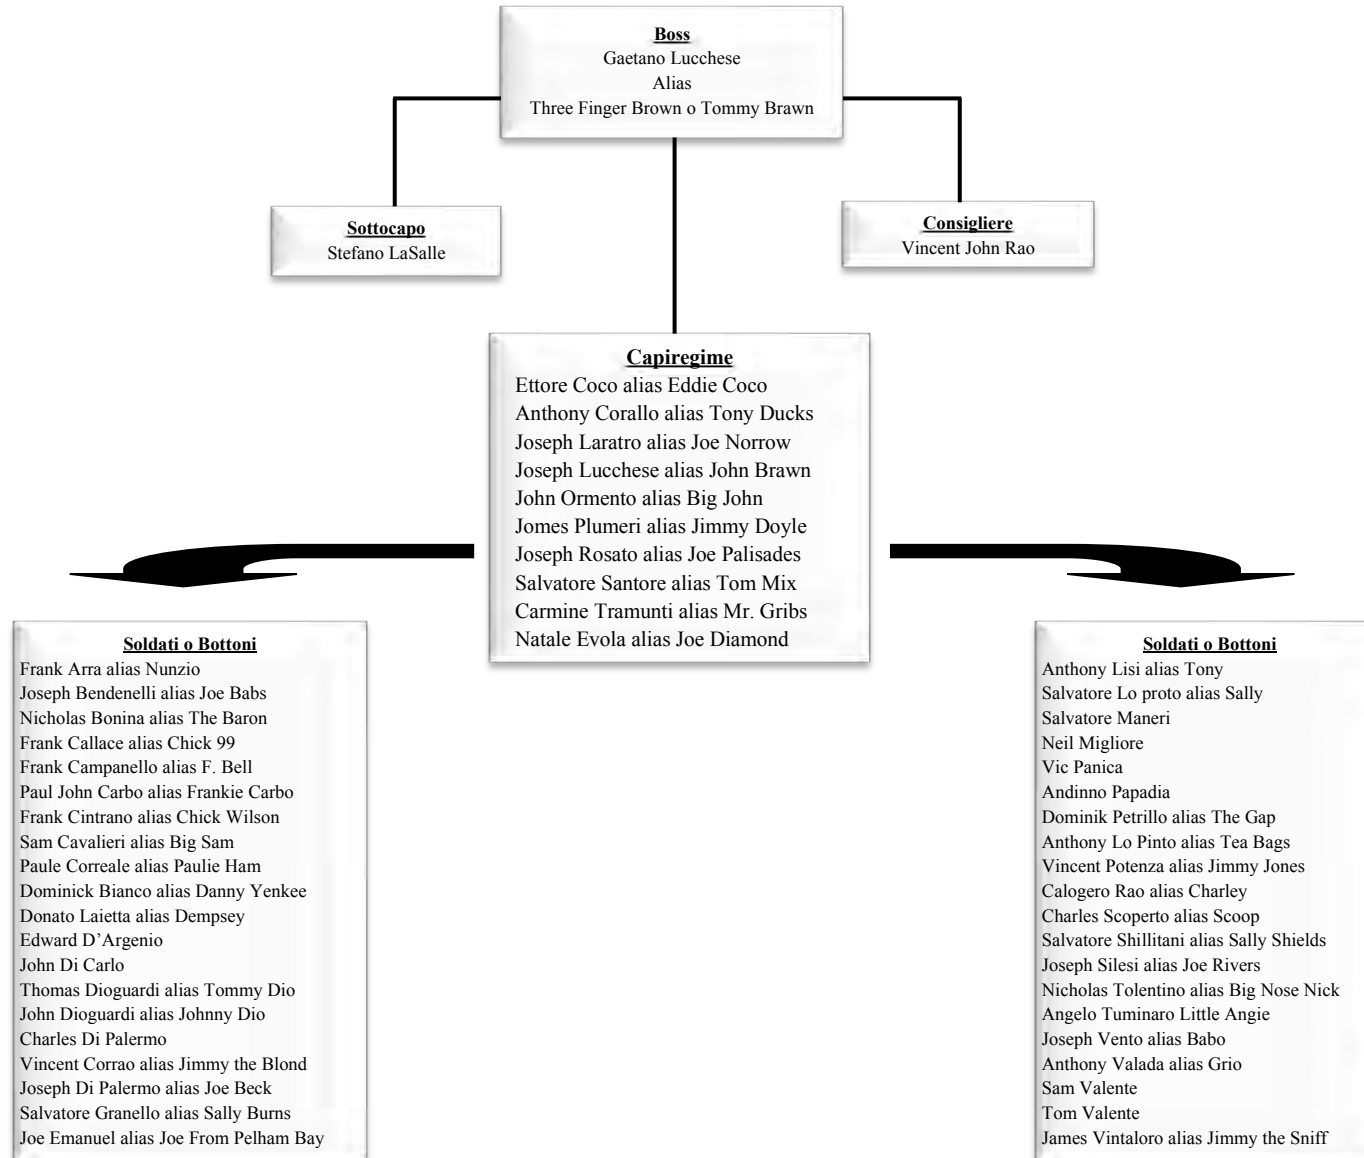 Boss
Gaetano Lucchese
Alias
Three Finger Brown o Tommy Brawn
Sottocapo
Stefano LaSalle
Consigliere
Vincent John Rao
Capiregime
Ettore Coco alias Eddie Coco
Anthony Corallo alias Tony Ducks
Joseph Laratro alias Joe Norrow
Joseph Lucchese alias John Brawn
John Ormento alias Big John
Jomes Plumeri alias Jimmy Doyle
Joseph Rosato alias Joe Palisades
Salvatore Santore alias Tom Mix
Carmine Tramunti alias Mr. Gribs
Natale Evola alias Joe Diamond
Soldati o Bottoni
Frank Arra alias Nunzio
Joseph Bendenelli alias Joe Babs
Nicholas Bonina alias The Baron
Frank Callace alias Chick 99
Frank Campanello alias F. Bell
Paul John Carbo alias Frankie Carbo
Frank Cintrano alias Chick Wilson
Sam Cavalieri alias Big Sam
Paule Correale alias Paulie Ham
Dominick Bianco alias Danny Yenkee
Donato Laietta alias Dempsey
Edward D’Argenio
John Di Carlo
Thomas Dioguardi alias Tommy Dio
John Dioguardi alias Johnny Dio
Charles Di Palermo
Vincent Corrao alias Jimmy the Blond
Joseph Di Palermo alias Joe Beck
Salvatore Granello alias Sally Burns
Joe Emanuel alias Joe From Pelham Bay
Soldati o Bottoni
Anthony Lisi alias Tony
Salvatore Lo proto alias Sally
Salvatore Maneri
Neil Migliore
Vic Panica
Andinno Papadia
Dominik Petrillo alias The Gap
Anthony Lo Pinto alias Tea Bags
Vincent Potenza alias Jimmy Jones
Calogero Rao alias Charley
Charles Scoperto alias Scoop
Salvatore Shillitani alias Sally Shields
Joseph Silesi alias Joe Rivers
Nicholas Tolentino alias Big Nose Nick
Angelo Tuminaro Little Angie
Joseph Vento alias Babo
Anthony Valada alias Grio
Sam Valente
Tom Valente
James Vintaloro alias Jimmy the Sniff